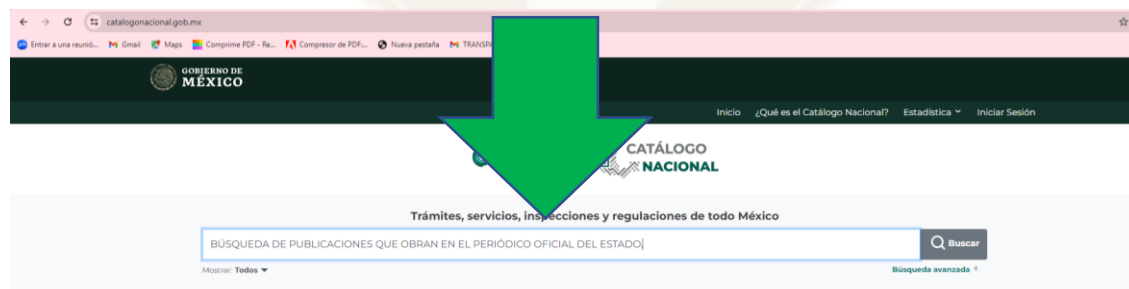 catalogonacional.gob.mx
Entrar a una reunió... Gmail Maps Comprime PDF - Re... Compresor de PDF:... Nueva pestaña
GOBIERNO DE
MÉXICO
Inicio ¿Qué es el Catálogo Nacional? Estadística Iniciar Sesión
CATÁLOGO
NACIONAL
Trámites, servicios, inspecciones y regulaciones de todo México
BÚSQUEDA DE PUBLICACIONES QUE OBRAN EN EL PERIÓDICO OFICIAL DEL ESTADO
Buscar
Mostrar: Todos
Búsqueda avanzada